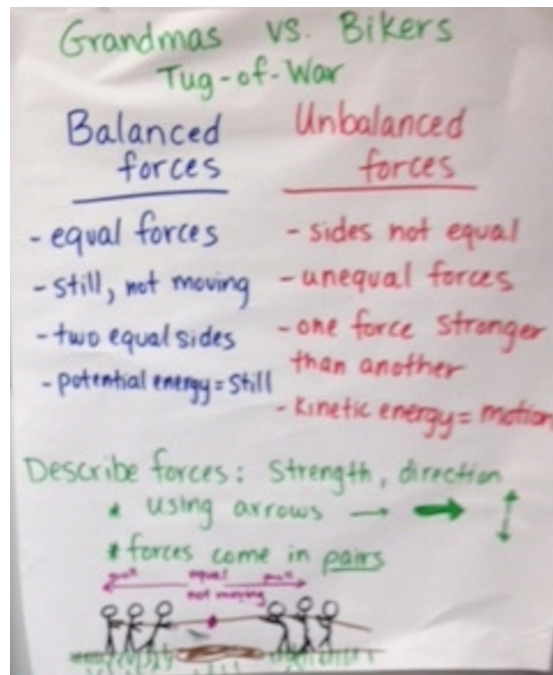 Grandmas vs. Bikers
Tug-of-War
Balanced
forces
- equal forces
- still, not moving
- two equal sides
- potential energy = Still
Unbalanced
forces
- sides not equal
- unequal forces
- one force stronger
than another
- Kinetic energy = motion
Describe forces: Strength, direction
* using arrows
* forces come in pairs
pull equal pull
not moving